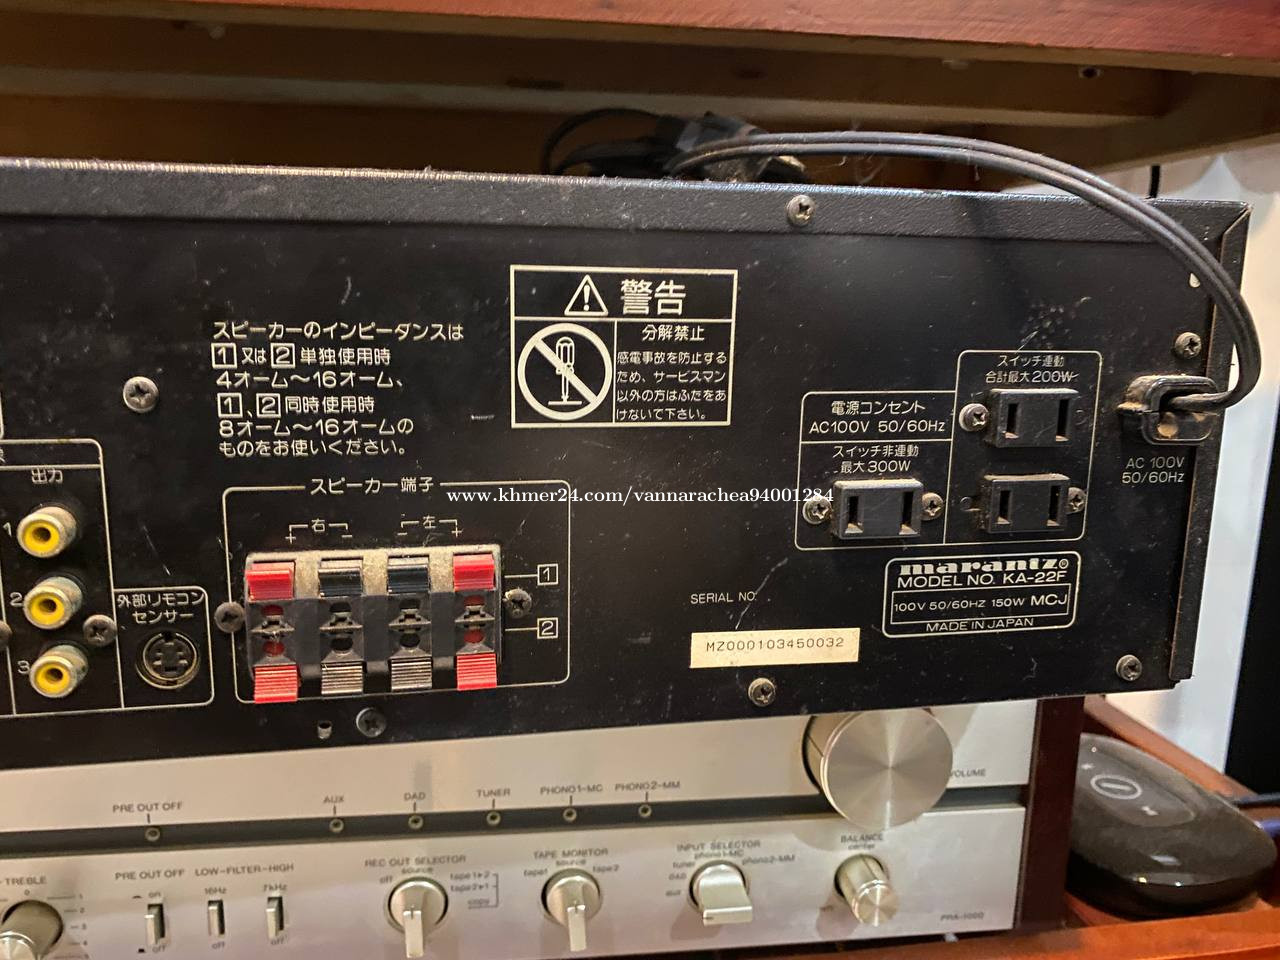 スピーカーのインピーダンスは
1 又は 2 単独使用時
4オーム～16オーム、
1、2 同時使用時
8オーム～16オームの
ものをお使いください。
警告
分解禁止
感電事故を防止する
ため、サービスマン
以外の方はふたをあ
けないで下さい。
スイッチ連動
合計最大200W
電源コンセント
AC100V 50/60Hz
スイッチ非連動
最大300W
AC 100V
50/60Hz
出力
1
2
3
外部リモコン
センサー
スピーカー端子
右 左
+ - - +
1
2
www.khmer24.com/vannarachea94001284
SERIAL NO.
MZ000103450032
marantz®
MODEL NO. KA-22F
100V 50/60HZ 150W MCJ
MADE IN JAPAN
PRE OUT OFF
AUX
DAD
TUNER
PHONO1-MC
PHONO2-MM
VOLUME
TREBLE
0
1
2
3
4
PRE OUT OFF
on
off
LOW-FILTER-HIGH
16Hz
7kHz
off
off
REC OUT SELECTOR
source
off
tape1▸2
tape2▸1
copy
TAPE MONITOR
source
tape1
tape2
INPUT SELECTOR
phono1-MC
tuner
phono2-MM
DAD
aux
BALANCE
center
PRA-1000